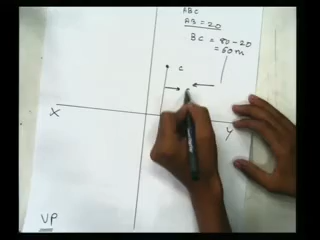 ABC
AB = 20
BC = 80 - 20
= 60 m
c
X
Y
VP